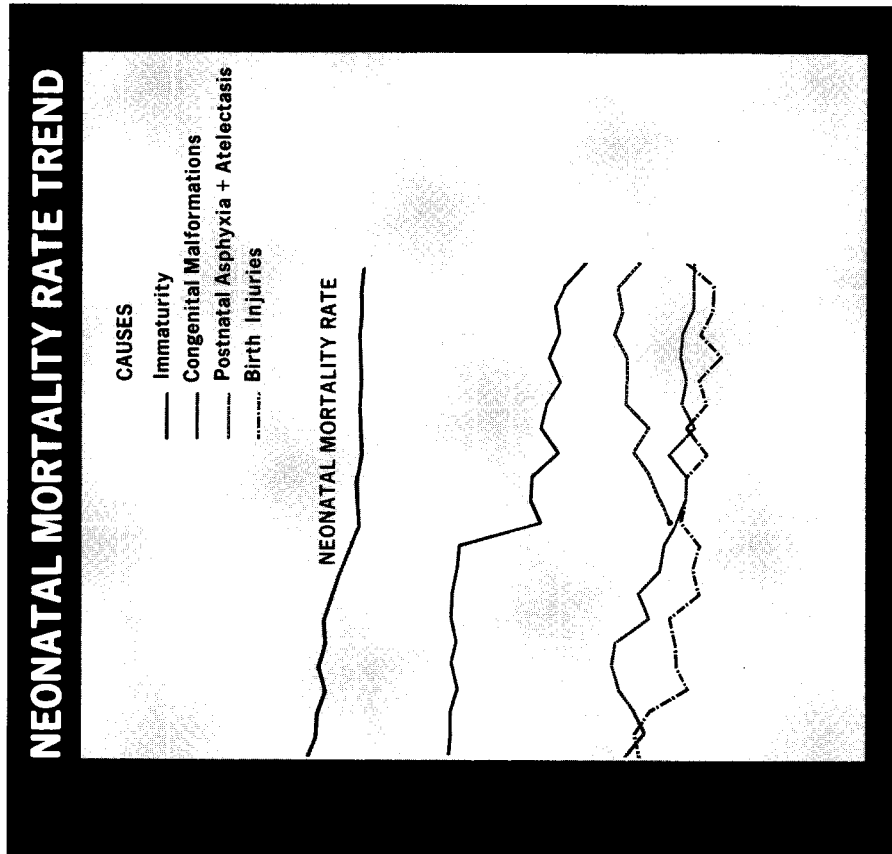 NEONATAL MORTALITY RATE TREND
CAUSES
Immaturity
Congenital Malformations
Postnatal Asphyxia + Atelectasis
Birth Injuries
NEONATAL MORTALITY RATE